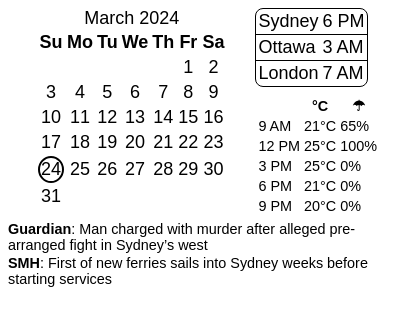 March 2024
Su Mo Tu We Th Fr Sa
1 2
3 4 5 6 7 8 9
10 11 12 13 14 15 16
17 18 19 20 21 22 23
24 25 26 27 28 29 30
31
Sydney 6 PM
Ottawa 3 AM
London 7 AM
°C ☂
9 AM 21°C 65%
12 PM 25°C 100%
3 PM 25°C 0%
6 PM 21°C 0%
9 PM 20°C 0%
Guardian: Man charged with murder after alleged pre-
arranged fight in Sydney’s west
SMH: First of new ferries sails into Sydney weeks before
starting services